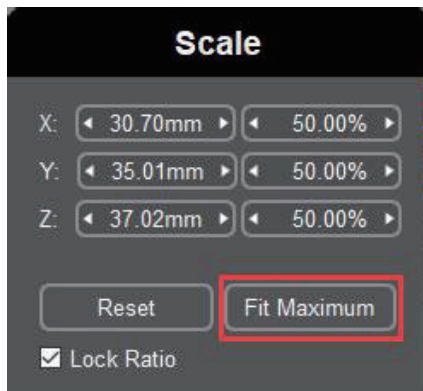 Scale
X: 30.70mm 50.00%
Y: 35.01mm 50.00%
Z: 37.02mm 50.00%
Reset Fit Maximum
Lock Ratio